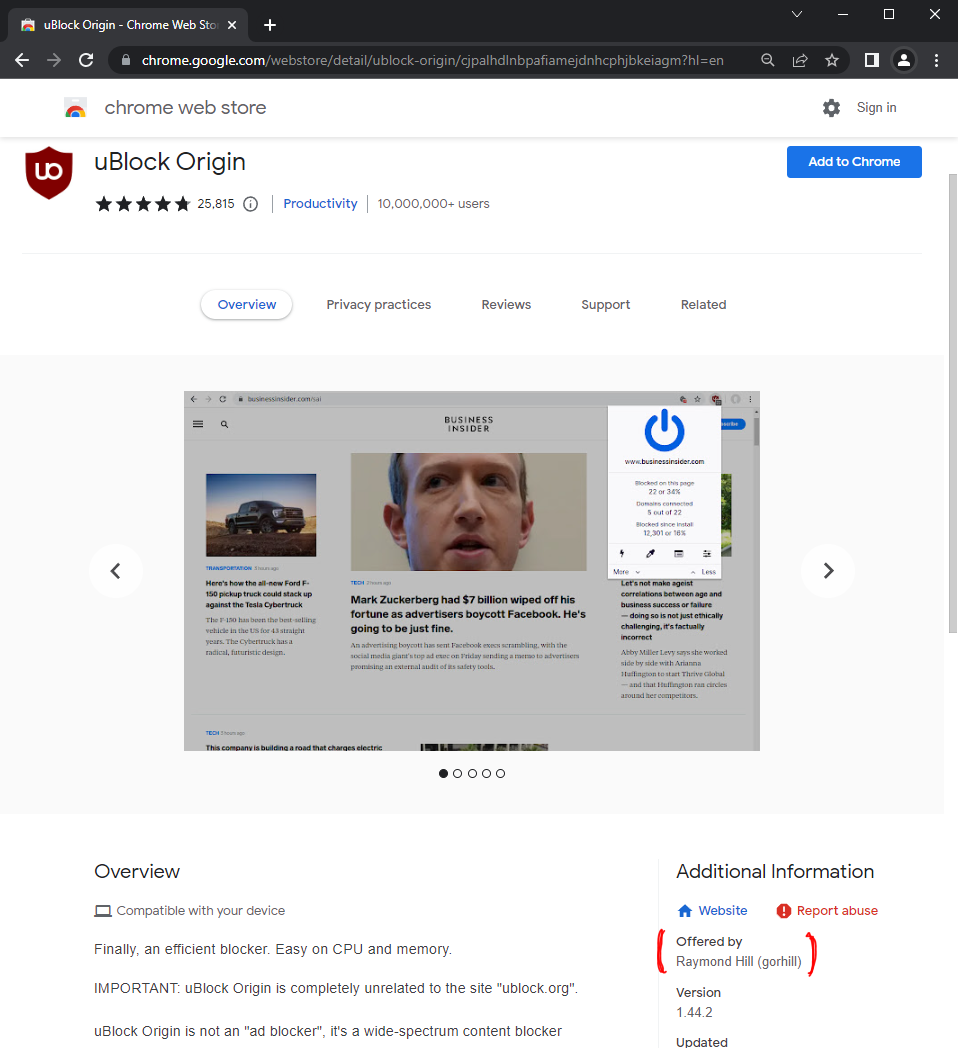 uBlock Origin - Chrome Web Sto
chrome.google.com/webstore/detail/ublock-origin/cjpalhdlnbpafiamejdnhcphjbkeiagm?hl=en
chrome web store
Sign in
uBlock Origin
Add to Chrome
25,815
Productivity
10,000,000+ users
Overview
Privacy practices
Reviews
Support
Related
businessinsider.com/sai
BUSINESS
INSIDER
www.businessinsider.com
Blocked on this page
22 or 34%
Domains connected
5 out of 22
Blocked since install
12,301 or 16%
More
Less
TRANSPORTATION 5 hours ago
Here's how the all-new Ford F-
150 pickup truck could stack up
against the Tesla Cybertruck
The F-150 has been the best-selling
vehicle in the US for 43 straight
years. The Cybertruck has a
radical, futuristic design.
TECH 2 hours ago
Mark Zuckerberg had $7 billion wiped off his
fortune as advertisers boycott Facebook. He's
going to be just fine.
An advertising boycott has sent Facebook execs scrambling, with the
social media giant's top ad exec on Friday sending a memo to advertisers
promising an external audit of its safety tools.
Let's not make ageist
correlations between age and
business success or failure
— doing so is not just ethically
challenging, it's factually
incorrect
Abby Miller Levy says she worked
side by side with Arianna
Huffington to start Thrive Global
— and that Huffington ran circles
around her competitors.
TECH 3 hours ago
This company is building a road that charges electric
Overview
Compatible with your device
Finally, an efficient blocker. Easy on CPU and memory.
IMPORTANT: uBlock Origin is completely unrelated to the site "ublock.org".
uBlock Origin is not an "ad blocker", it's a wide-spectrum content blocker
Additional Information
Website
Report abuse
Offered by
Raymond Hill (gorhill)
Version
1.44.2
Updated